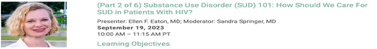 (Part 2 of 6) Substance Use Disorder (SUD) 101: How Should We Care For
SUD in Patients With HIV?
Presenter: Ellen F. Eaton, MD; Moderator: Sandra Springer, MD
September 19, 2023
10:00 AM – 11:15 AM PT
Learning Objectives